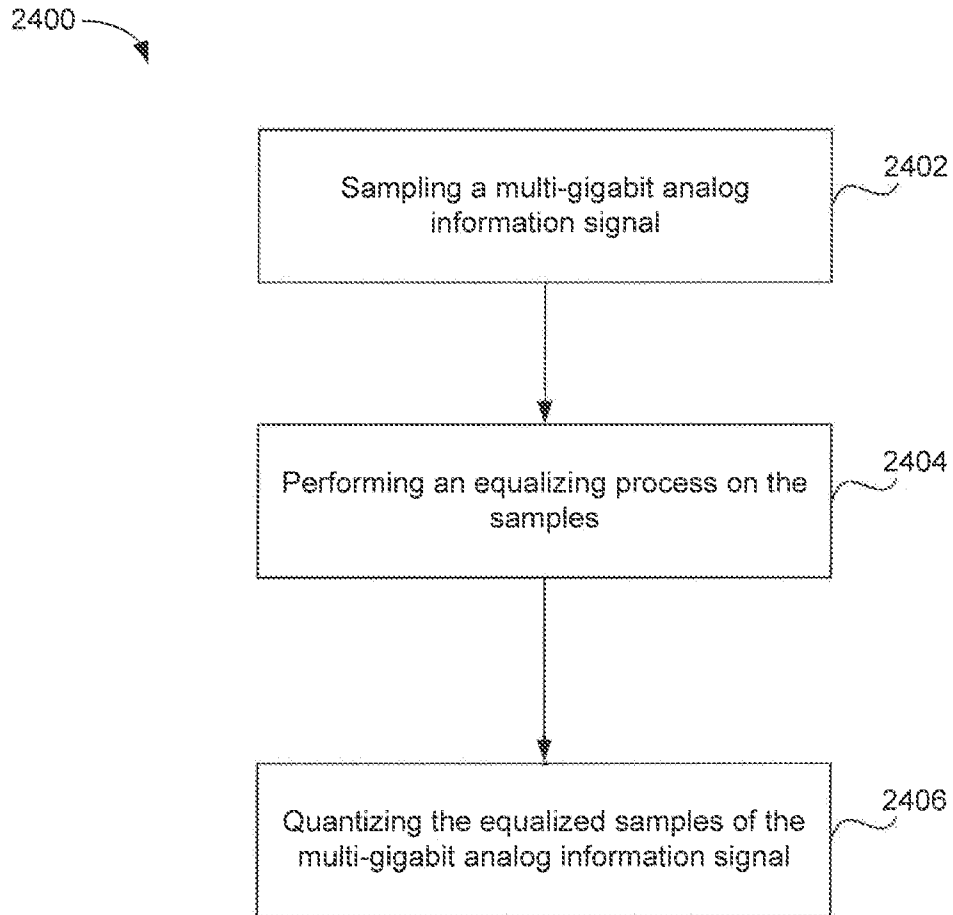 2400
Sampling a multi-gigabit analog
information signal
2402
Performing an equalizing process on the
samples
2404
Quantizing the equalized samples of the
multi-gigabit analog information signal
2406